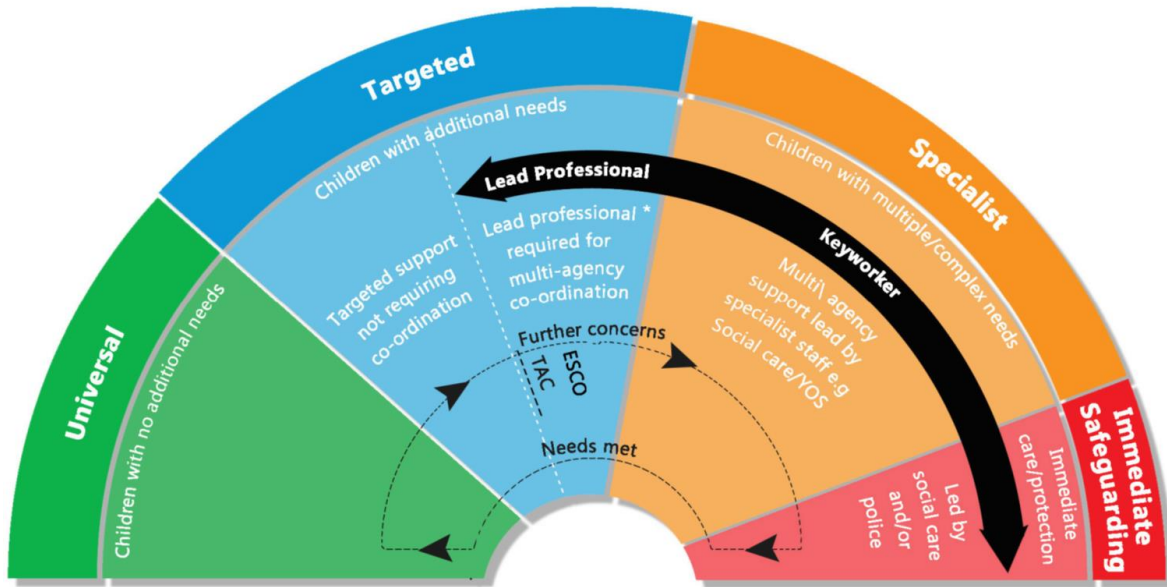 Universal
Children with no additional needs
Targeted
Children with additional needs
Targeted support
not requiring
co-ordination
Lead Professional
Lead professional *
required for
multi-agency
co-ordination
Further concerns
TAC
ESCO
Needs met
Specialist
Children with multiple/complex needs
Keyworker
Multi\ agency
support lead by
specialist staff e.g
Social care/YOS
Immediate
Safeguarding
Immediate
care/protection
Led by
social care
and/or
police